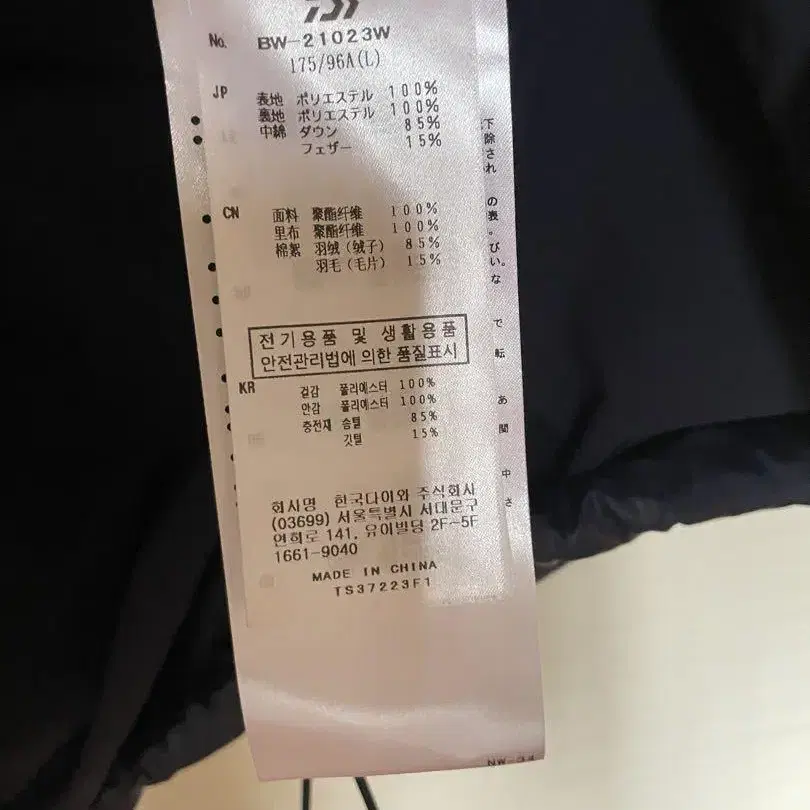 No. BW-21023W
175/96A(L)
JP 表地 ポリエステル 100%
裏地 ポリエステル 100%
中綿 ダウン 85%
フェザー 15%
CN 面料 聚酯纤维 100%
里布 聚酯纤维 100%
棉絮 羽绒(绒子) 85%
羽毛(毛片) 15%
전기용품 및 생활용품
안전관리법에 의한 품질표시
KR 겉감 폴리에스터 100%
안감 폴리에스터 100%
충전재 솜털 85%
깃털 15%
회사명 한국다이와 주식회사
(03699) 서울특별시 서대문구
연희로 141, 유이빌딩 2F~5F
1661-9040
MADE IN CHINA
TS37223F1